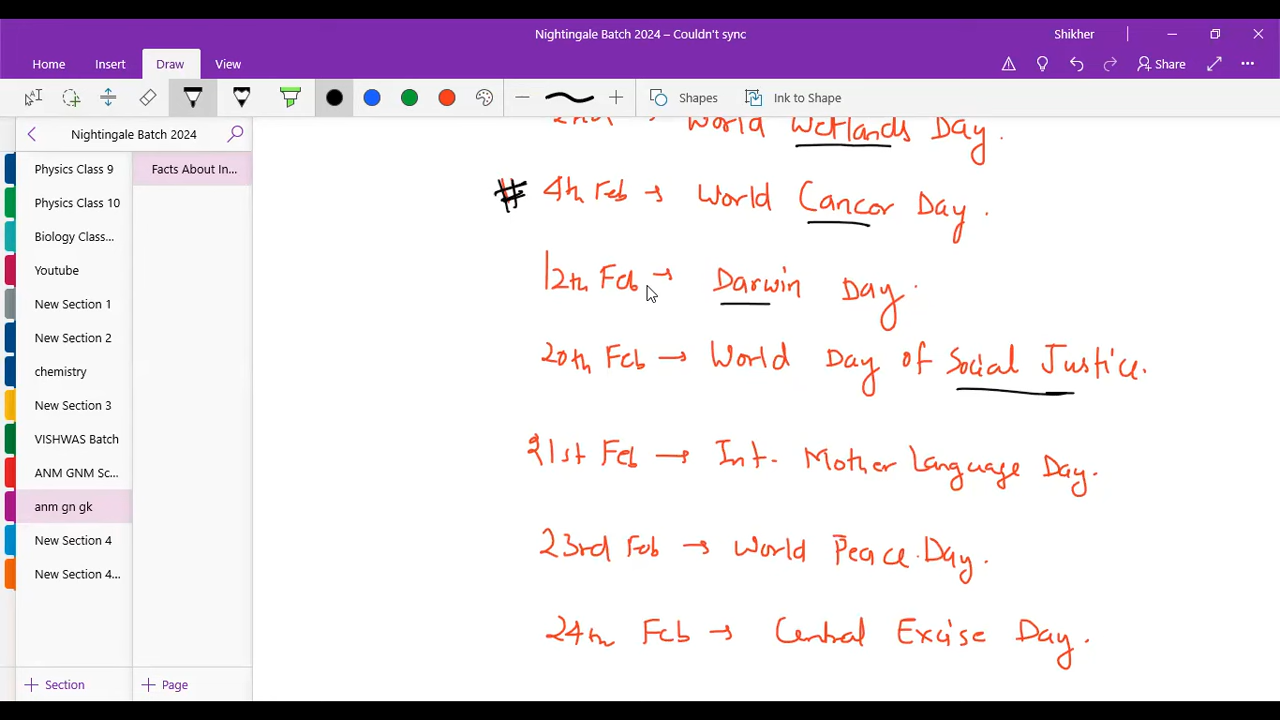 Nightingale Batch 2024 – Couldn't sync
Shikher
Home Insert Draw View
Share
Shapes
Ink to Shape
Nightingale Batch 2024
Physics Class 9
Physics Class 10
Biology Class...
Youtube
New Section 1
New Section 2
chemistry
New Section 3
VISHWAS Batch
ANM GNM Sc...
anm gn gk
New Section 4
New Section 4...
+ Section
Facts About In...
+ Page
2nd → World Wetlands Day.
# 4th Feb → World Cancer Day.
12th Feb → Darwin Day.
20th Feb → World Day of Social Justice.
21st Feb → Int. Mother Language Day.
23rd Feb → World Peace Day.
24th Feb → Central Excise Day.